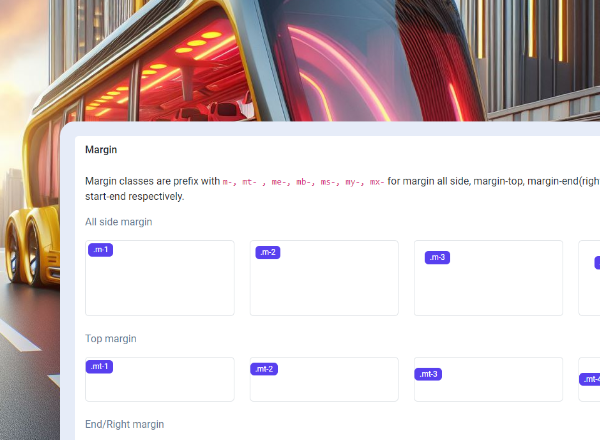 Margin
Margin classes are prefix with m-, mt- , me-, mb-, ms-, my-, mx- for margin all side, margin-top, margin-end(righ
start-end respectively.
All side margin
.m-1 .m-2 .m-3
Top margin
.mt-1 .mt-2 .mt-3 .mt-4
End/Right margin